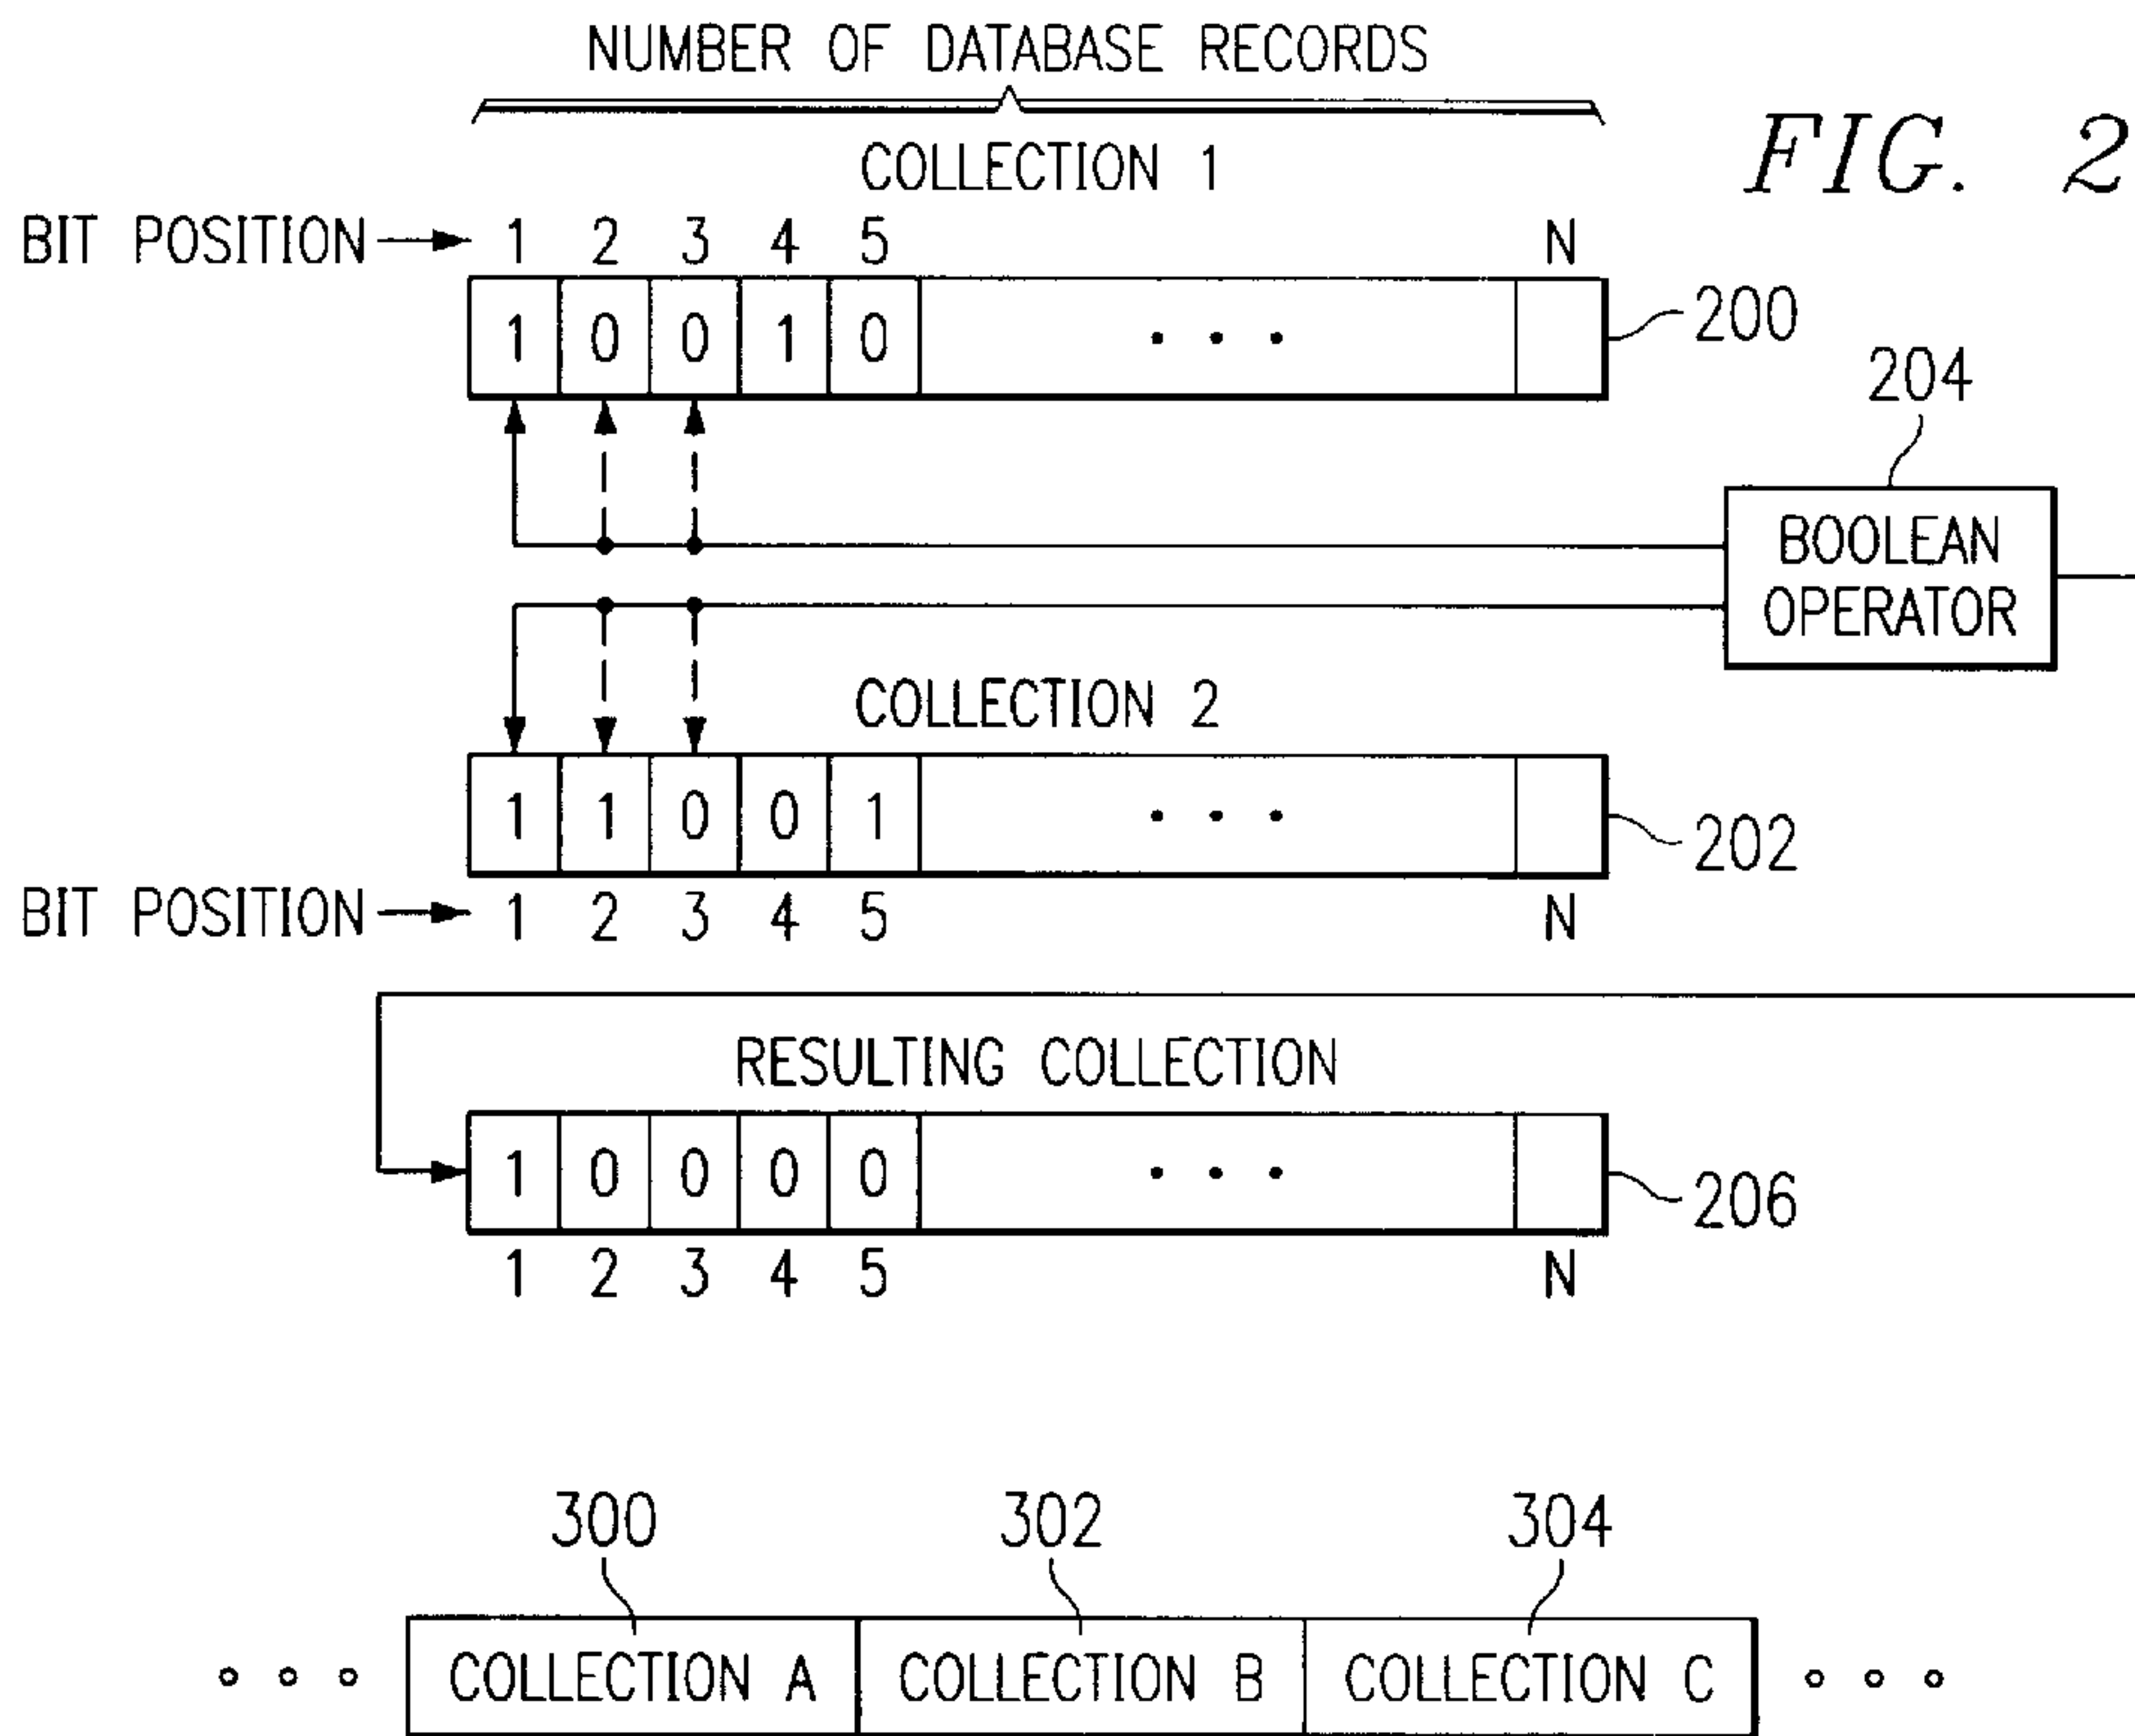 NUMBER OF DATABASE RECORDS
COLLECTION 1
FIG. 2
BIT POSITION 1 2 3 4 5 N
1 0 0 1 0 • • •
200
204
BOOLEAN
OPERATOR
COLLECTION 2
1 1 0 0 1 • • •
202
BIT POSITION 1 2 3 4 5 N
RESULTING COLLECTION
1 0 0 0 0 • • •
206
1 2 3 4 5 N
300 302 304
COLLECTION A COLLECTION B COLLECTION C